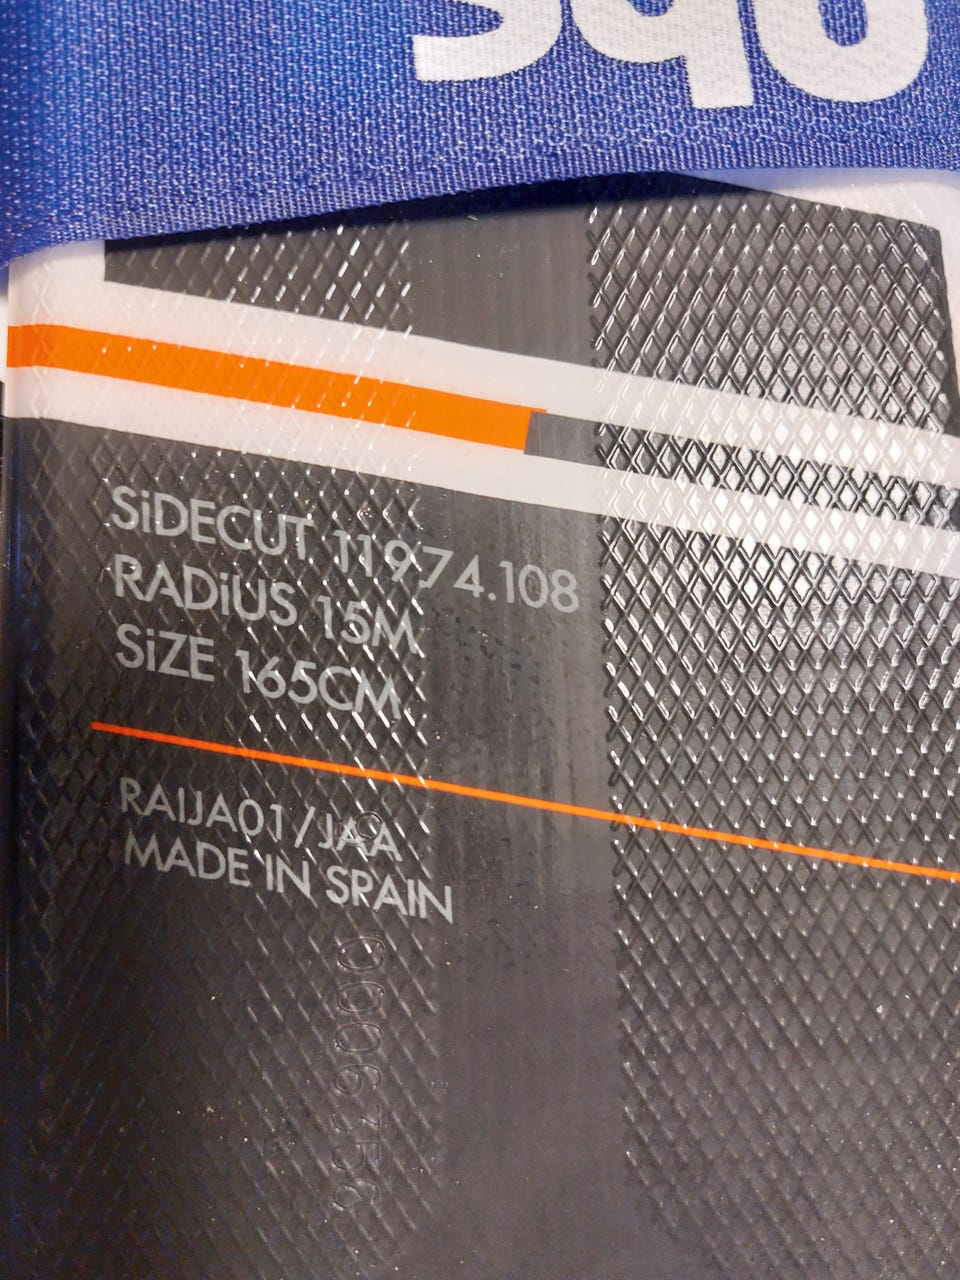 SiDECUT 119.74.108
RADiUS 15M
SiZE 165CM
RAIJA01/JAA
MADE IN SPAIN